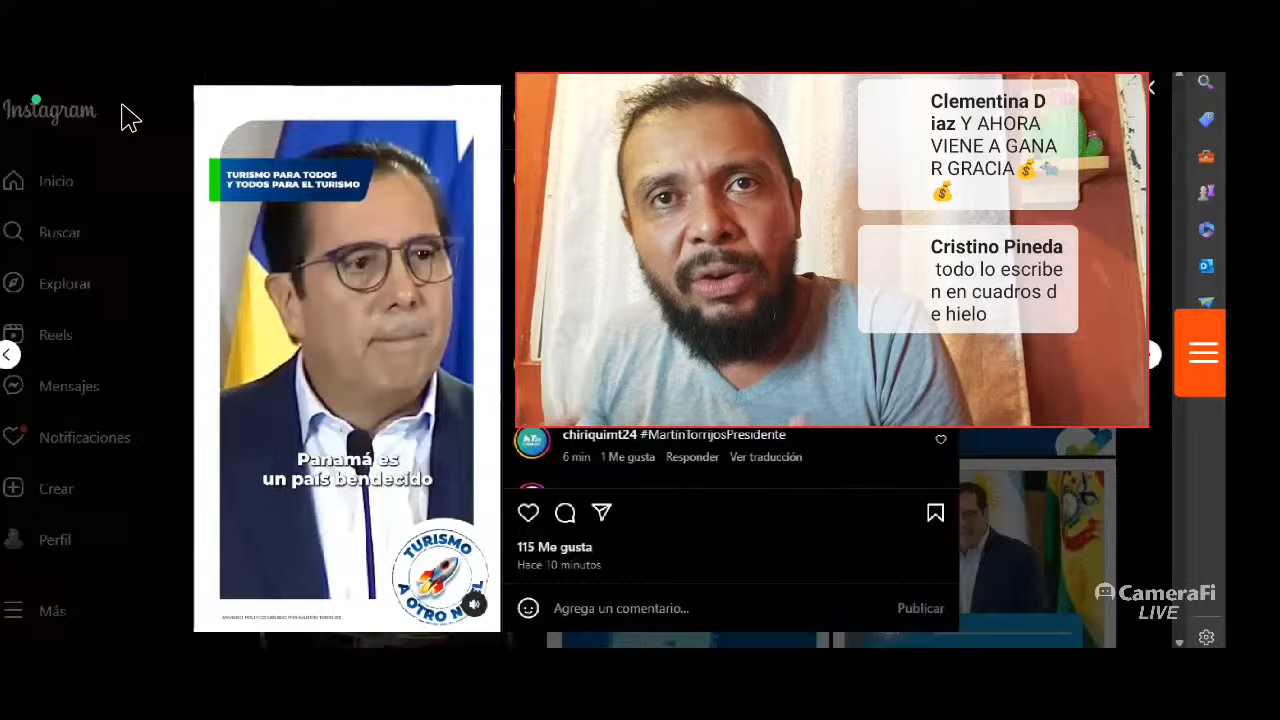 Instagram
Inicio
Buscar
Explorar
Reels
Mensajes
Notificaciones
Crear
Perfil
Más
TURISMO PARA TODOS
Y TODOS PARA EL TURISMO
Panamá es
un país bendecido
TURISMO
A OTRO
Clementina D
iaz Y AHORA
VIENE A GANA
R GRACIA💰🐀
💰
Cristino Pineda
todo lo escribe
n en cuadros d
e hielo
chiriquimt24 #MartínTorrijosPresidente
6 min 1 Me gusta Responder Ver traducción
115 Me gusta
Hace 10 minutos
Agrega un comentario...
Publicar
CameraFi
LIVE